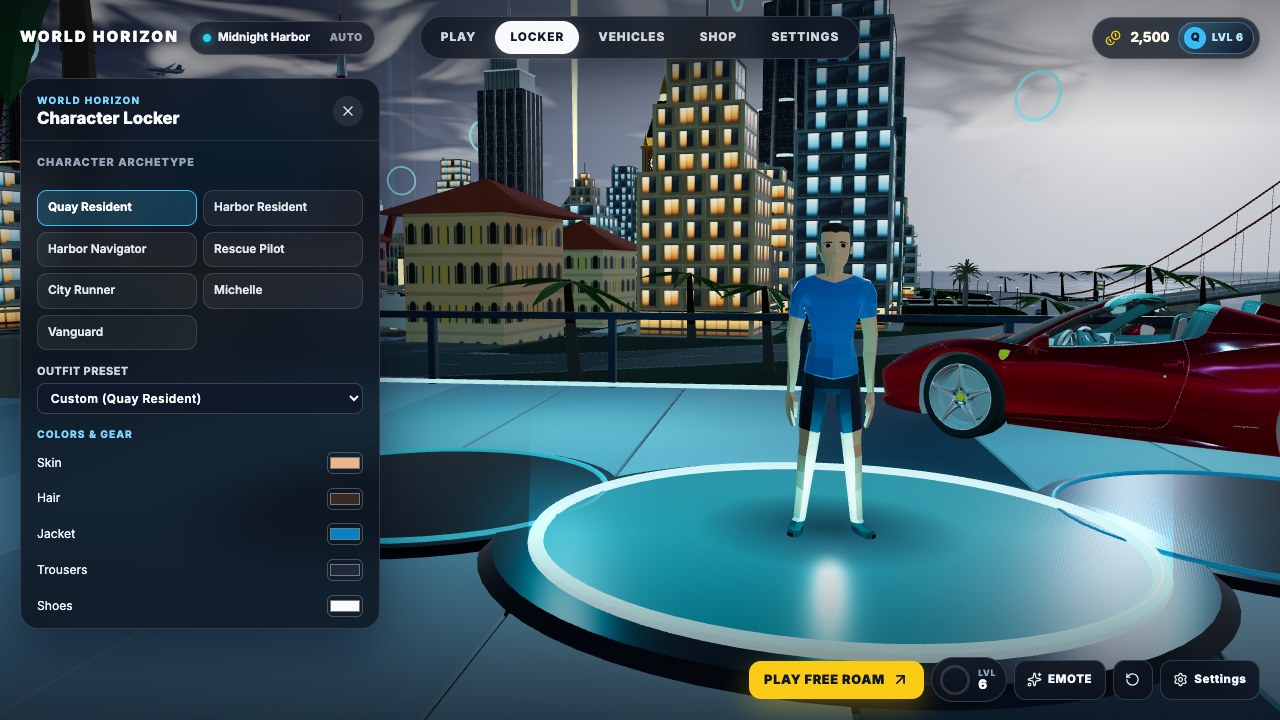 WORLD HORIZON
Midnight Harbor AUTO
PLAY LOCKER VEHICLES SHOP SETTINGS
2,500
Q LVL 6
WORLD HORIZON
Character Locker
CHARACTER ARCHETYPE
Quay Resident
Harbor Resident
Harbor Navigator
Rescue Pilot
City Runner
Michelle
Vanguard
OUTFIT PRESET
Custom (Quay Resident)
COLORS & GEAR
Skin
Hair
Jacket
Trousers
Shoes
PLAY FREE ROAM
LVL
6
EMOTE
Settings